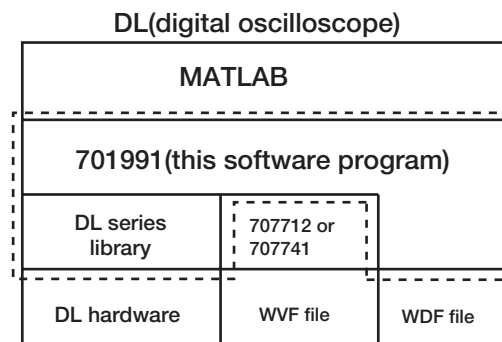 DL(digital oscilloscope)
MATLAB
701991(this software program)
DL series
library
707712 or
707741
DL hardware
WVF file
WDF file